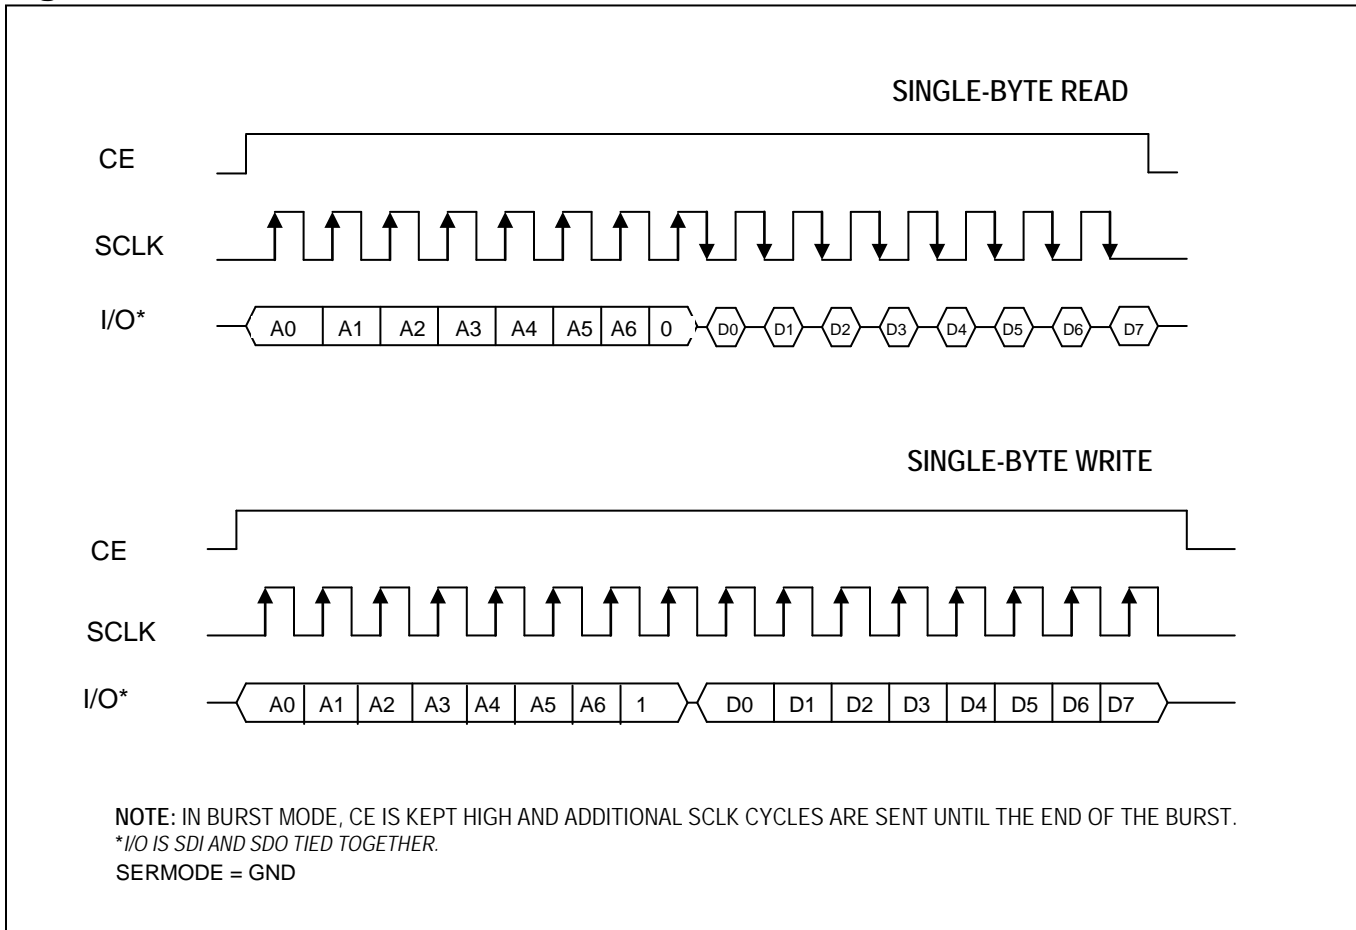 SINGLE-BYTE READ
CE
SCLK
I/O*
A0 A1 A2 A3 A4 A5 A6 0 D0 D1 D2 D3 D4 D5 D6 D7
SINGLE-BYTE WRITE
CE
SCLK
I/O*
A0 A1 A2 A3 A4 A5 A6 1 D0 D1 D2 D3 D4 D5 D6 D7
NOTE: IN BURST MODE, CE IS KEPT HIGH AND ADDITIONAL SCLK CYCLES ARE SENT UNTIL THE END OF THE BURST.
*I/O IS SDI AND SDO TIED TOGETHER.
SERMODE = GND